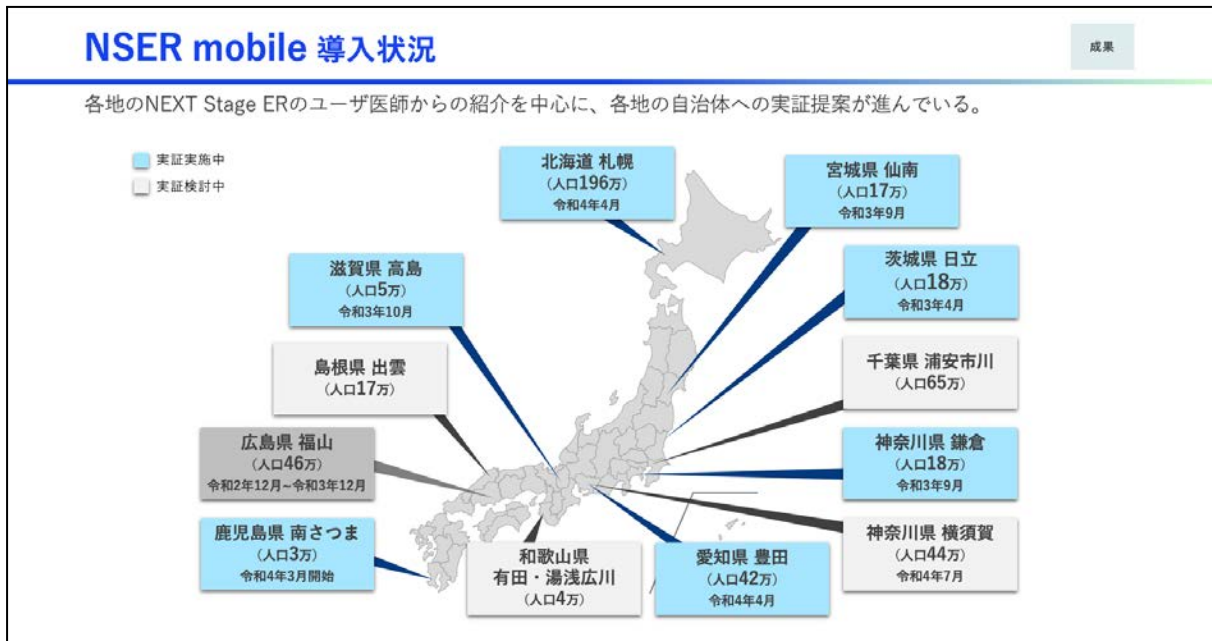 NSER mobile 導入状況
成果
各地のNEXT Stage ERのユーザ医師からの紹介を中心に、各地の自治体への実証提案が進んでいる。
実証実施中
実証検討中
北海道 札幌
(人口196万)
令和4年4月
宮城県 仙南
(人口17万)
令和3年9月
滋賀県 高島
(人口5万)
令和3年10月
茨城県 日立
(人口18万)
令和3年4月
島根県 出雲
(人口17万)
千葉県 浦安市川
(人口65万)
広島県 福山
(人口46万)
令和2年12月~令和3年12月
神奈川県 鎌倉
(人口18万)
令和3年9月
鹿児島県 南さつま
(人口3万)
令和4年3月開始
和歌山県
有田・湯浅広川
(人口4万)
愛知県 豊田
(人口42万)
令和4年4月
神奈川県 横須賀
(人口44万)
令和4年7月